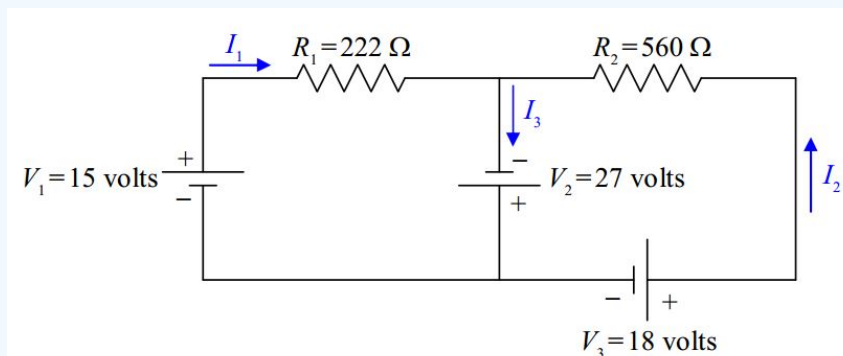 I₁
R₁=222 Ω
R₂=560 Ω
I₃
+
V₁=15 volts
−
−
V₂=27 volts
+
I₂
−
+
V₃=18 volts